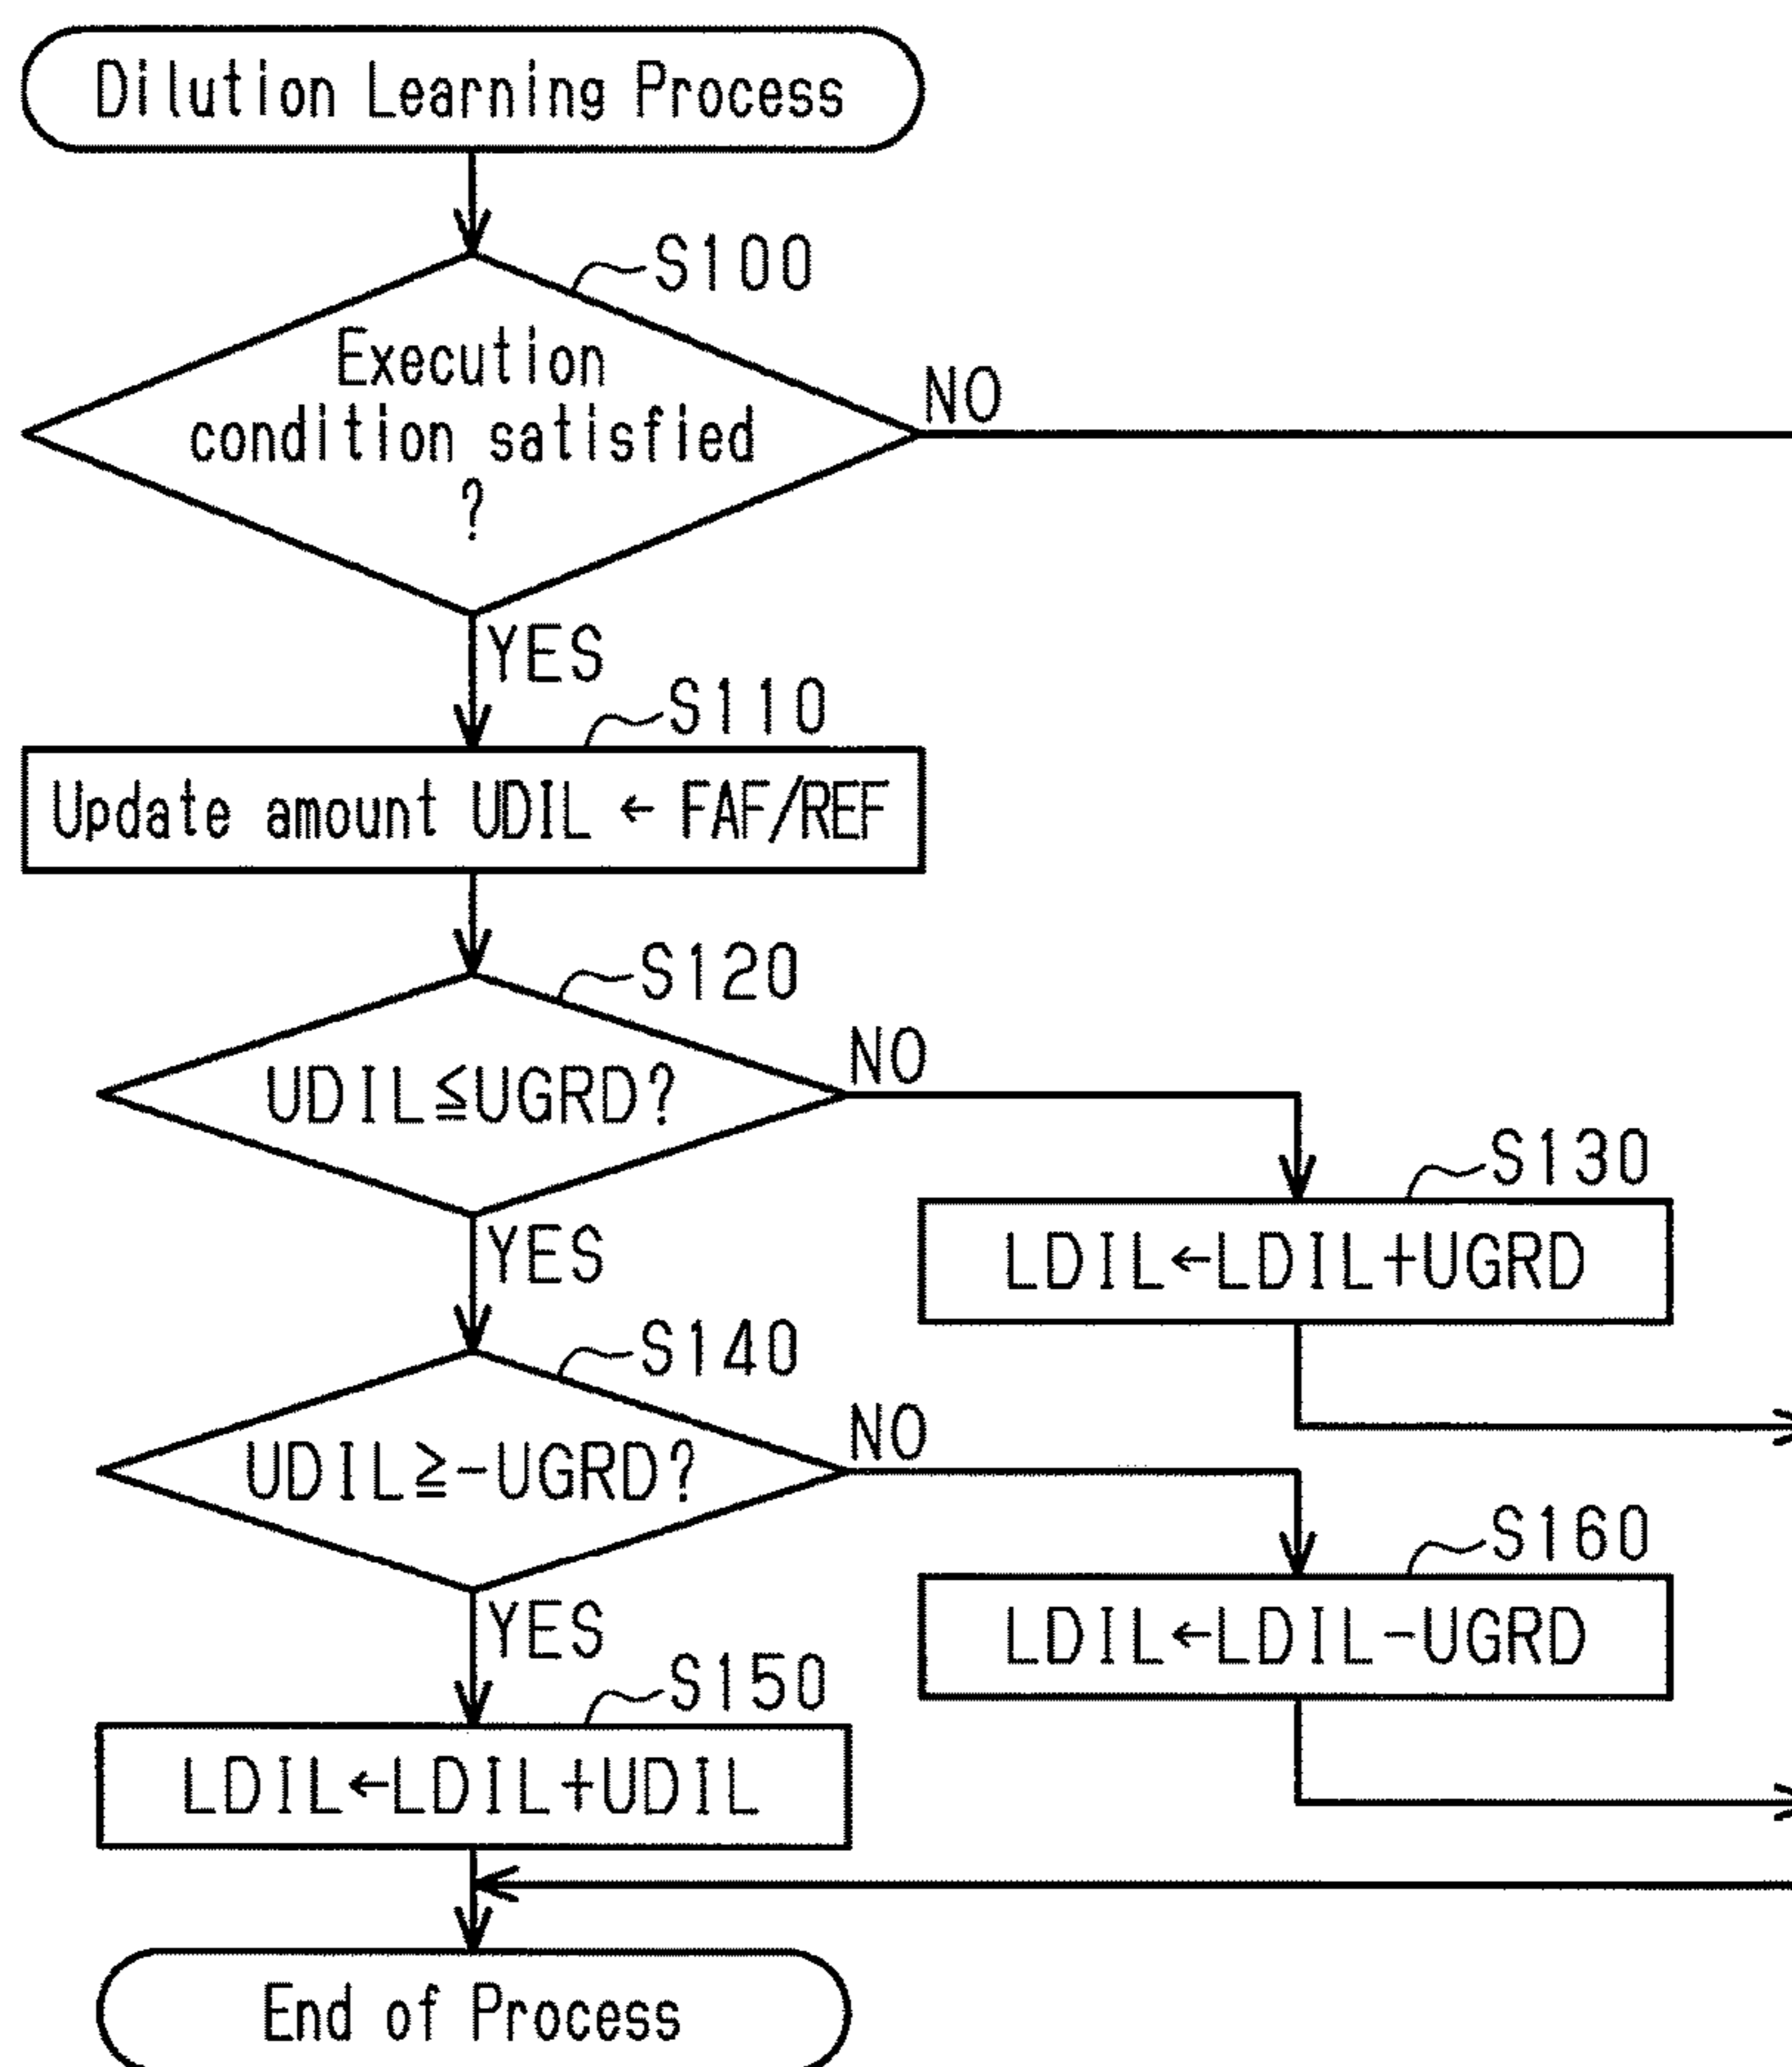 Dilution Learning Process
S100
Execution
condition satisfied
?
NO
YES
S110
Update amount UDIL ← FAF/REF
S120
UDIL≦UGRD?
NO
YES
S130
LDIL←LDIL+UGRD
S140
UDIL≧-UGRD?
NO
YES
S160
LDIL←LDIL-UGRD
S150
LDIL←LDIL+UDIL
End of Process